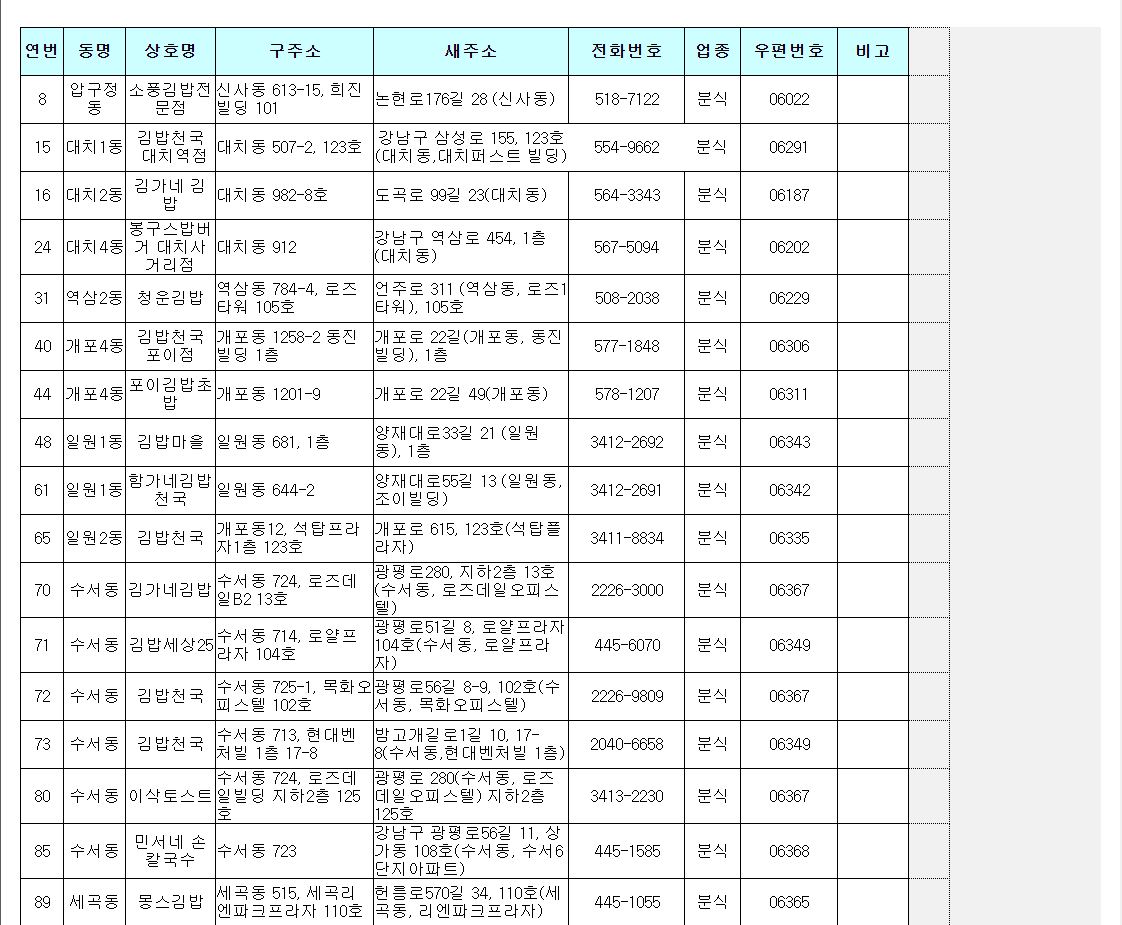 연번 동명 상호명 구주소 새주소 전화번호 업종 우편번호 비고
8 압구정동 소풍김밥전문점 신사동 613-15, 희진빌딩 101 논현로176길 28 (신사동) 518-7122 분식 06022
15 대치1동 김밥천국 대치역점 대치동 507-2, 123호 강남구 삼성로 155, 123호(대치동,대치퍼스트 빌딩) 554-9662 분식 06291
16 대치2동 김가네 김밥 대치동 982-8호 도곡로 99길 23(대치동) 564-3343 분식 06187
24 대치4동 봉구스밥버거 대치사거리점 대치동 912 강남구 역삼로 454, 1층(대치동) 567-5094 분식 06202
31 역삼2동 청운김밥 역삼동 784-4, 로즈타워 105호 언주로 311 (역삼동, 로즈1타워), 105호 508-2038 분식 06229
40 개포4동 김밥천국 포이점 개포동 1258-2 동진빌딩 1층 개포로 22길(개포동, 동진빌딩), 1층 577-1848 분식 06306
44 개포4동 포이김밥초밥 개포동 1201-9 개포로 22길 49(개포동) 578-1207 분식 06311
48 일원1동 김밥마을 일원동 681, 1층 양재대로33길 21 (일원동), 1층 3412-2692 분식 06343
61 일원1동 함가네김밥천국 일원동 644-2 양재대로55길 13 (일원동, 조이빌딩) 3412-2691 분식 06342
65 일원2동 김밥천국 개포동12, 석탑프라자1층 123호 개포로 615, 123호(석탑플라자) 3411-8834 분식 06335
70 수서동 김가네김밥 수서동 724, 로즈데일B2 13호 광평로280, 지하2층 13호(수서동, 로즈데일오피스텔) 2226-3000 분식 06367
71 수서동 김밥세상25 수서동 714, 로얄프라자 104호 광평로51길 8, 로얄프라자 104호(수서동, 로얄프라자) 445-6070 분식 06349
72 수서동 김밥천국 수서동 725-1, 목화오피스텔 102호 광평로56길 8-9, 102호(수서동, 목화오피스텔) 2226-9809 분식 06367
73 수서동 김밥천국 수서동 713, 현대벤처빌 1층 17-8 밤고개길로1길 10, 17-8(수서동,현대벤처빌 1층) 2040-6658 분식 06349
80 수서동 이삭토스트 수서동 724, 로즈데일빌딩 지하2층 125호 광평로 280(수서동, 로즈데일오피스텔) 지하2층 125호 3413-2230 분식 06367
85 수서동 민서네 손칼국수 수서동 723 강남구 광평로56길 11, 상가동 108호(수서동, 수서6단지아파트) 445-1585 분식 06368
89 세곡동 몽스김밥 세곡동 515, 세곡리엔파크프라자 110호 헌릉로570길 34, 110호(세곡동, 리엔파크프라자) 445-1055 분식 06365